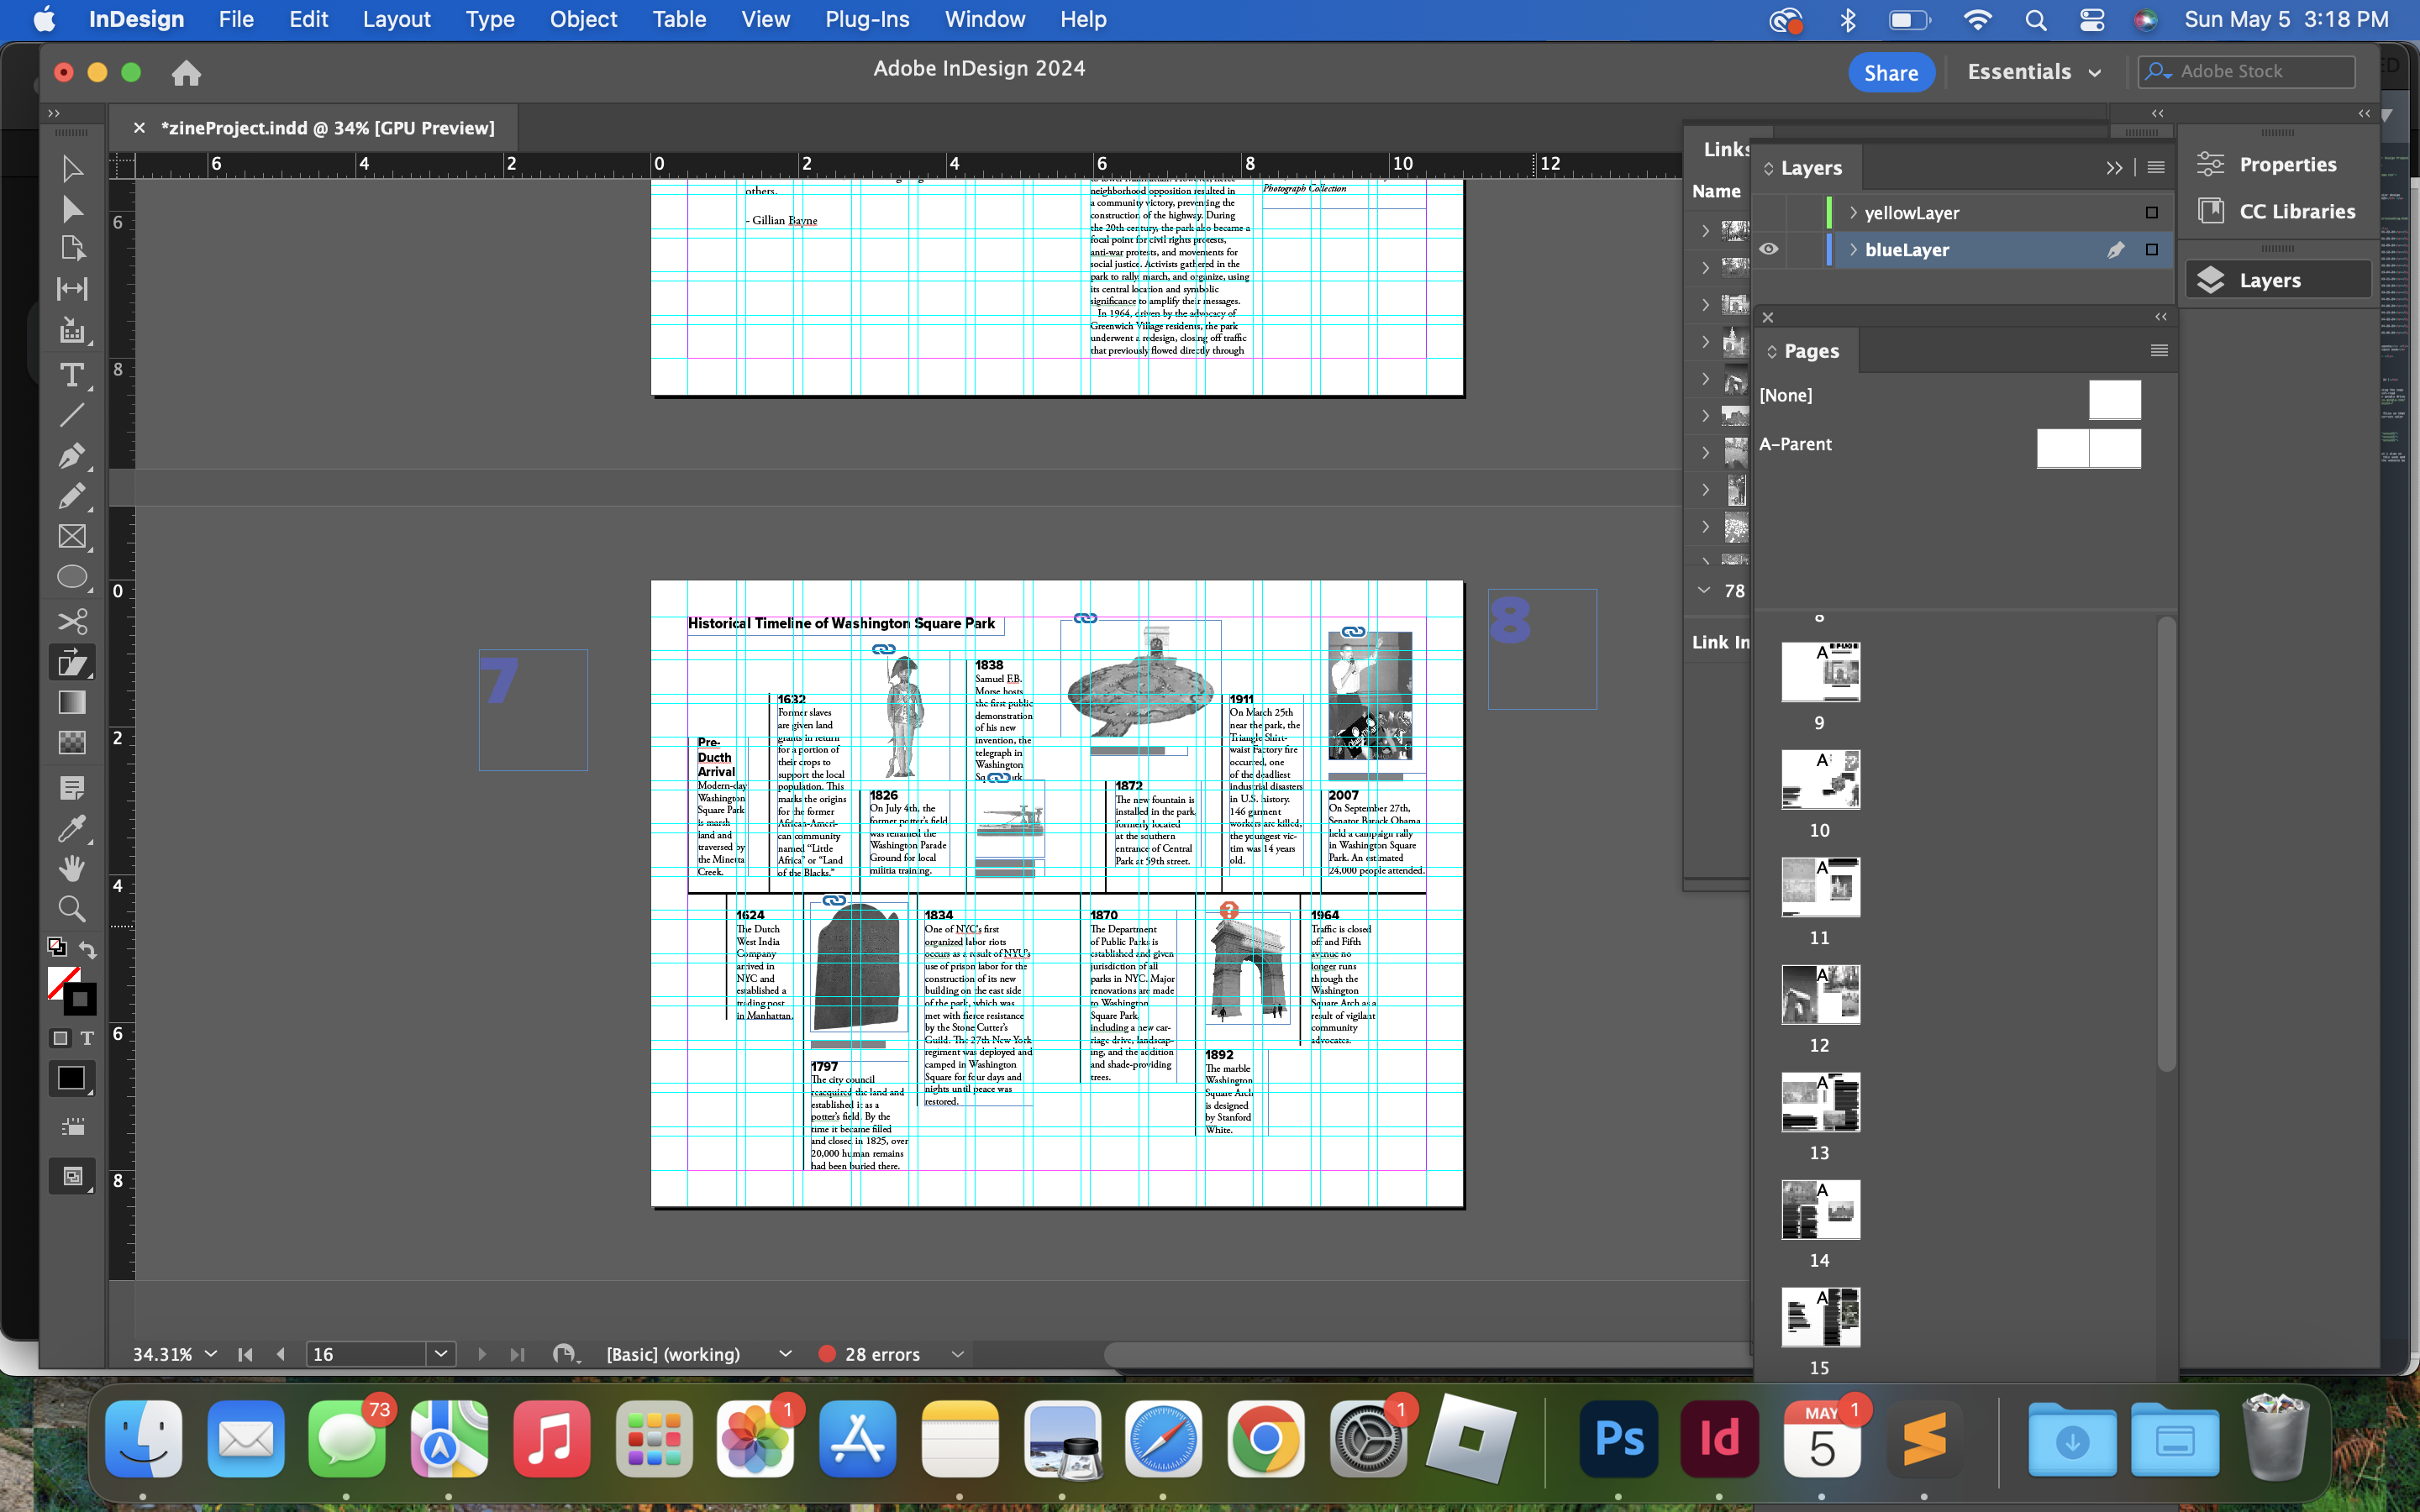 InDesign File Edit Layout Type Object Table View Plug-Ins Window Help
Sun May 5 3:18 PM
Adobe InDesign 2024
Share
Essentials
Adobe Stock
*zineProject.indd @ 34% [GPU Preview]
6 4 2 0 2 4 6 8 10 12
6
8
0
2
4
6
8
others.
- Gillian Bayne
neighborhood opposition resulted in
a community victory, preventing the
construction of the highway. During
the 20th century, the park also became a
focal point for civil rights protests,
anti-war protests, and movements for
social justice. Activists gathered in the
park to rally, march, and organize, using
its central location and symbolic
significance to amplify their messages.
In 1964, driven by the advocacy of
Greenwich Village residents, the park
underwent a redesign, closing off traffic
that previously flowed directly through
Photograph Collection
7
8
Historical Timeline of Washington Square Park
Pre-
Ducth
Arrival
Modern-day
Washington
Square Park
is marsh
land and
traversed by
the Minetta
Creek.
1632
Former slaves
are given land
grants in return
for a portion of
their crops to
support the local
population. This
marks the origins
for the former
African-Ameri-
can community
named “Little
Africa” or “Land
of the Blacks.”
1826
On July 4th, the
former potter's field
was renamed the
Washington Parade
Ground for local
militia training.
1838
Samuel F.B.
Morse hosts
the first public
demonstration
of his new
invention, the
telegraph in
Washington
1872
The new fountain is
installed in the park,
formerly located
at the southern
entrance of Central
Park at 59th street.
1911
On March 25th
near the park, the
Triangle Shirt-
waist Factory fire
occurred, one
of the deadliest
industrial disasters
in U.S. history.
146 garment
workers are killed,
the youngest vic-
tim was 14 years
old.
2007
On September 27th,
Senator Barack Obama
held a campaign rally
in Washington Square
Park. An estimated
24,000 people attended.
1624
The Dutch
West India
Company
arrived in
NYC and
established a
trading post
in Manhattan.
1797
The city council
reacquired the land and
established it as a
potter's field. By the
time it became filled
and closed in 1825, over
20,000 human remains
had been buried there.
1834
One of NYC's first
organized labor riots
occurs as a result of NYU's
use of prison labor for the
construction of its new
building on the east side
of the park, which was
met with fierce resistance
by the Stone Cutter's
Guild. The 27th New York
regiment was deployed and
camped in Washington
Square for four days and
nights until peace was
restored.
1870
The Department
of Public Parks is
established and given
jurisdiction of all
parks in NYC. Major
renovations are made
to Washington
Square Park,
including a new car-
riage drive, landscap-
ing, and the addition
and shade-providing
trees.
1892
The marble
Washington
Square Arch
is designed
by Stanford
White.
1964
Traffic is closed
off and Fifth
avenue no
longer runs
through the
Washington
Square Arch as a
result of vigilant
community
advocates.
Links
Name
78
Link In
Layers
yellowLayer
blueLayer
Pages
[None]
A-Parent
8
A
9
A
10
A
11
A
12
A
13
A
14
A
15
Properties
CC Libraries
Layers
T
T
34.31%
16
[Basic] (working)
28 errors
73
1
1
Ps
Id
MAY
5
1